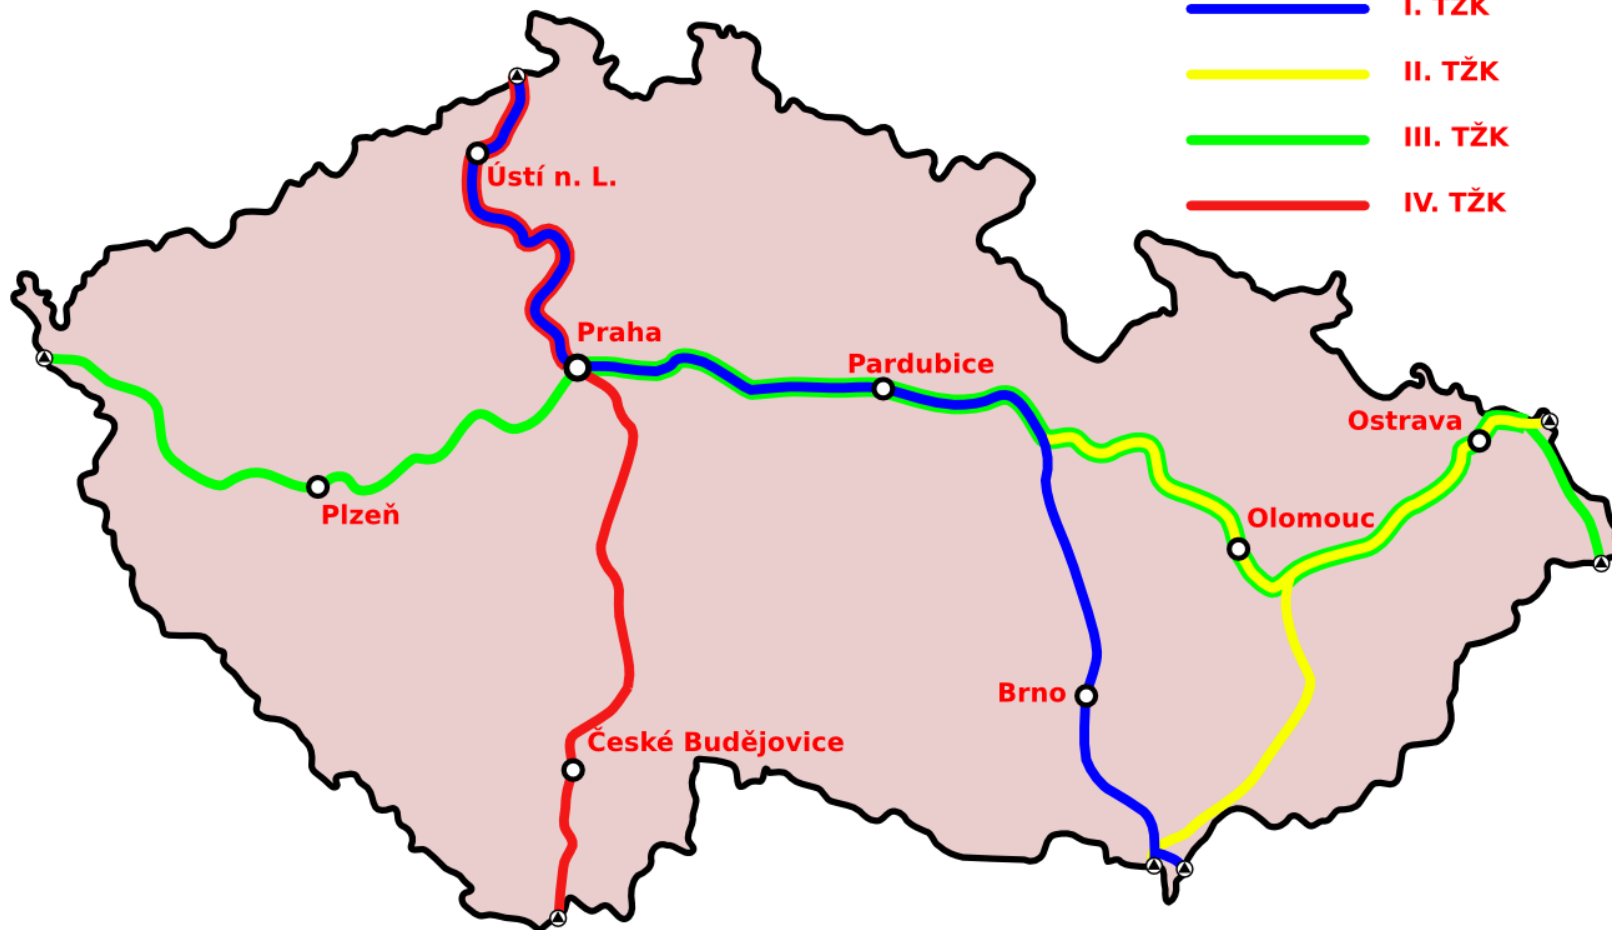 I. TŽK
II. TŽK
III. TŽK
IV. TŽK
Ústí n. L.
Praha
Pardubice
Ostrava
Plzeň
Olomouc
Brno
České Budějovice